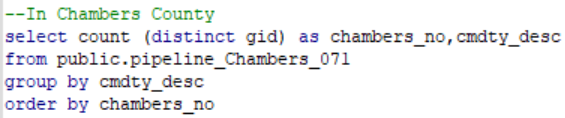 --In Chambers County
select count (distinct gid) as chambers_no,cmdty_desc
from public.pipeline_Chambers_071
group by cmdty_desc
order by chambers_no